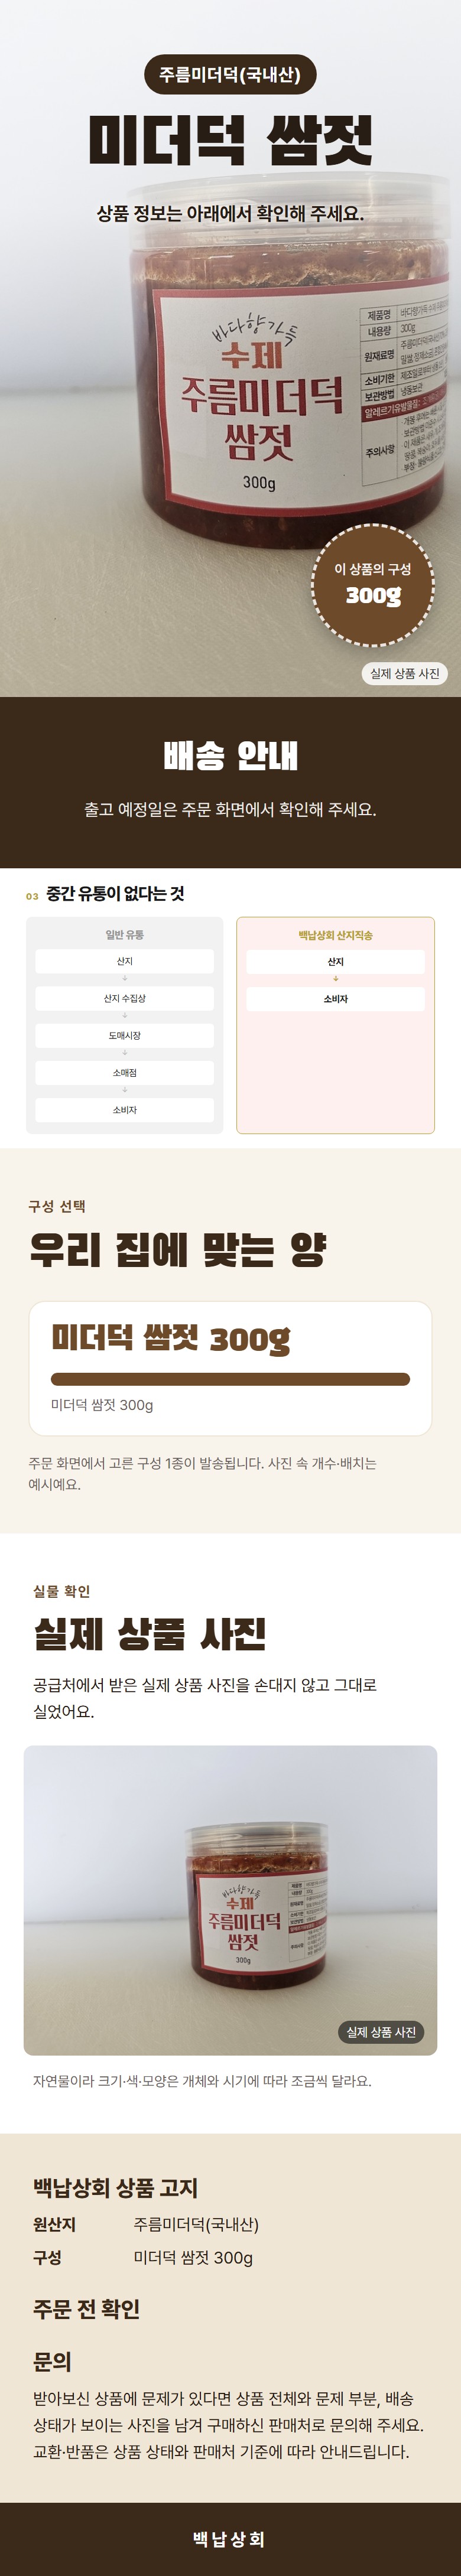 주름미더덕(국내산)
미더덕 쌈젓
상품 정보는 아래에서 확인해 주세요.
바다향가득
수제
주름미더덕
쌈젓
300g
제품명
내용량 300g
원재료명
소비기한
보관방법 냉동보관
알레르기유발물질
주의사항
이 상품의 구성
300g
실제 상품 사진
배송 안내
출고 예정일은 주문 화면에서 확인해 주세요.
03 중간 유통이 없다는 것
일반 유통
산지
↓
산지 수집상
↓
도매시장
↓
소매점
↓
소비자
백납상회 산지직송
산지
↓
소비자
구성 선택
우리 집에 맞는 양
미더덕 쌈젓 300g
미더덕 쌈젓 300g
주문 화면에서 고른 구성 1종이 발송됩니다. 사진 속 개수·배치는
예시예요.
실물 확인
실제 상품 사진
공급처에서 받은 실제 상품 사진을 손대지 않고 그대로
실었어요.
바다향가득
수제
주름미더덕
쌈젓
300g
실제 상품 사진
자연물이라 크기·색·모양은 개체와 시기에 따라 조금씩 달라요.
백납상회 상품 고지
원산지 주름미더덕(국내산)
구성 미더덕 쌈젓 300g
주문 전 확인
문의
받아보신 상품에 문제가 있다면 상품 전체와 문제 부분, 배송
상태가 보이는 사진을 남겨 구매하신 판매처로 문의해 주세요.
교환·반품은 상품 상태와 판매처 기준에 따라 안내드립니다.
백납상회